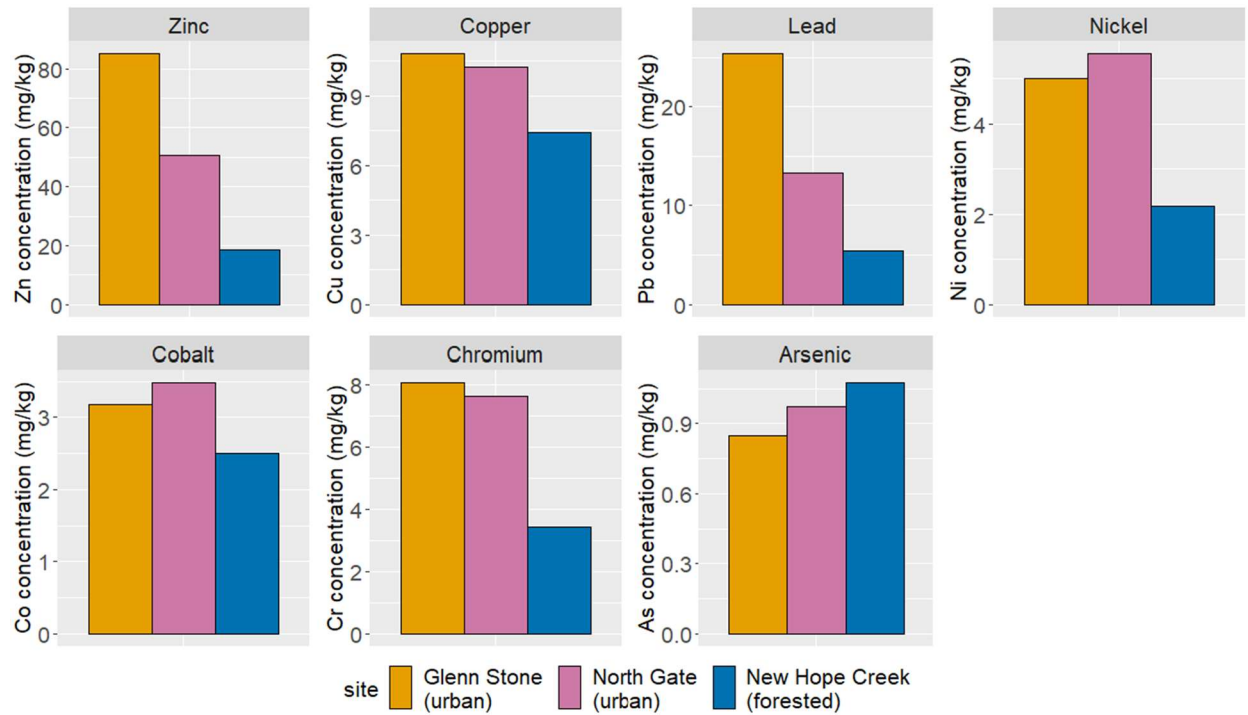 Zinc
Copper
Lead
Nickel
Zn concentration (mg/kg)
80
60
40
20
0
Cu concentration (mg/kg)
9
6
3
0
Pb concentration (mg/kg)
20
10
0
Ni concentration (mg/kg)
4
2
0
Cobalt
Chromium
Arsenic
Co concentration (mg/kg)
3
2
1
0
Cr concentration (mg/kg)
8
6
4
2
0
As concentration (mg/kg)
0.9
0.6
0.3
0.0
site
Glenn Stone
(urban)
North Gate
(urban)
New Hope Creek
(forested)